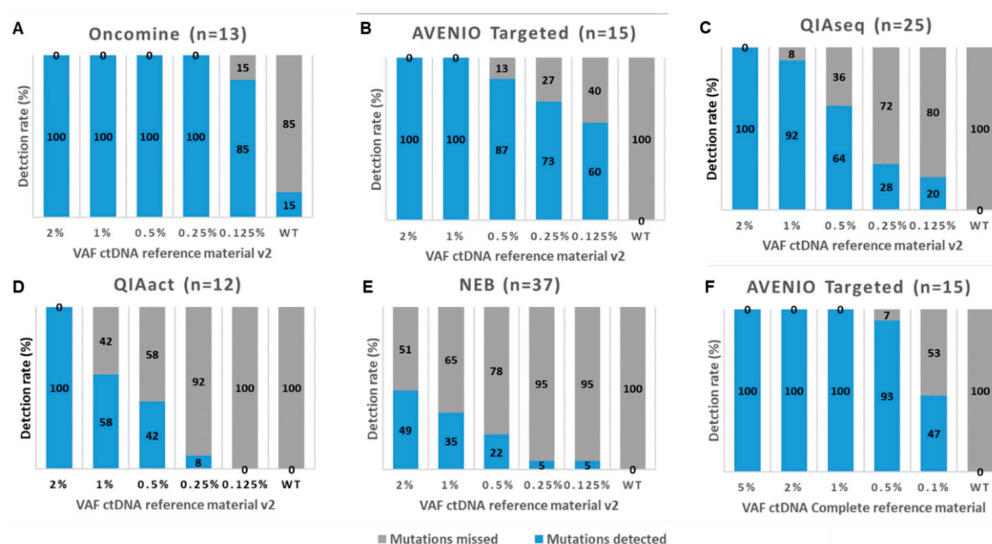 A
Oncomine (n=13)
Detction rate (%)
0 0 0 0 15
100 100 100 100 85 85
15
2% 1% 0.5% 0.25% 0.125% WT
VAF ctDNA reference material v2
B
AVENIO Targeted (n=15)
Detction rate (%)
0 0 13 27 40
100 100 87 73 60 100
0
2% 1% 0.5% 0.25% 0.125% WT
VAF ctDNA reference material v2
C
QIAseq (n=25)
Detction rate (%)
0 8 36 72 80
100 92 64 28 20 100
0
2% 1% 0.5% 0.25% 0.125% WT
VAF ctDNA reference material v2
D
QIAact (n=12)
Detction rate (%)
0 42 58 92 100 100
100 58 42 8 0 0
2% 1% 0.5% 0.25% 0.125% WT
VAF ctDNA reference material v2
E
NEB (n=37)
Detction rate (%)
51 65 78 95 95 100
49 35 22 5 5 0
2% 1% 0.5% 0.25% 0.125% WT
VAF ctDNA reference material v2
F
AVENIO Targeted (n=15)
Detction rate (%)
0 0 0 7 53
100 100 100 93 47 100
0
5% 2% 1% 0.5% 0.1% WT
VAF ctDNA Complete reference material
Mutations missed Mutations detected